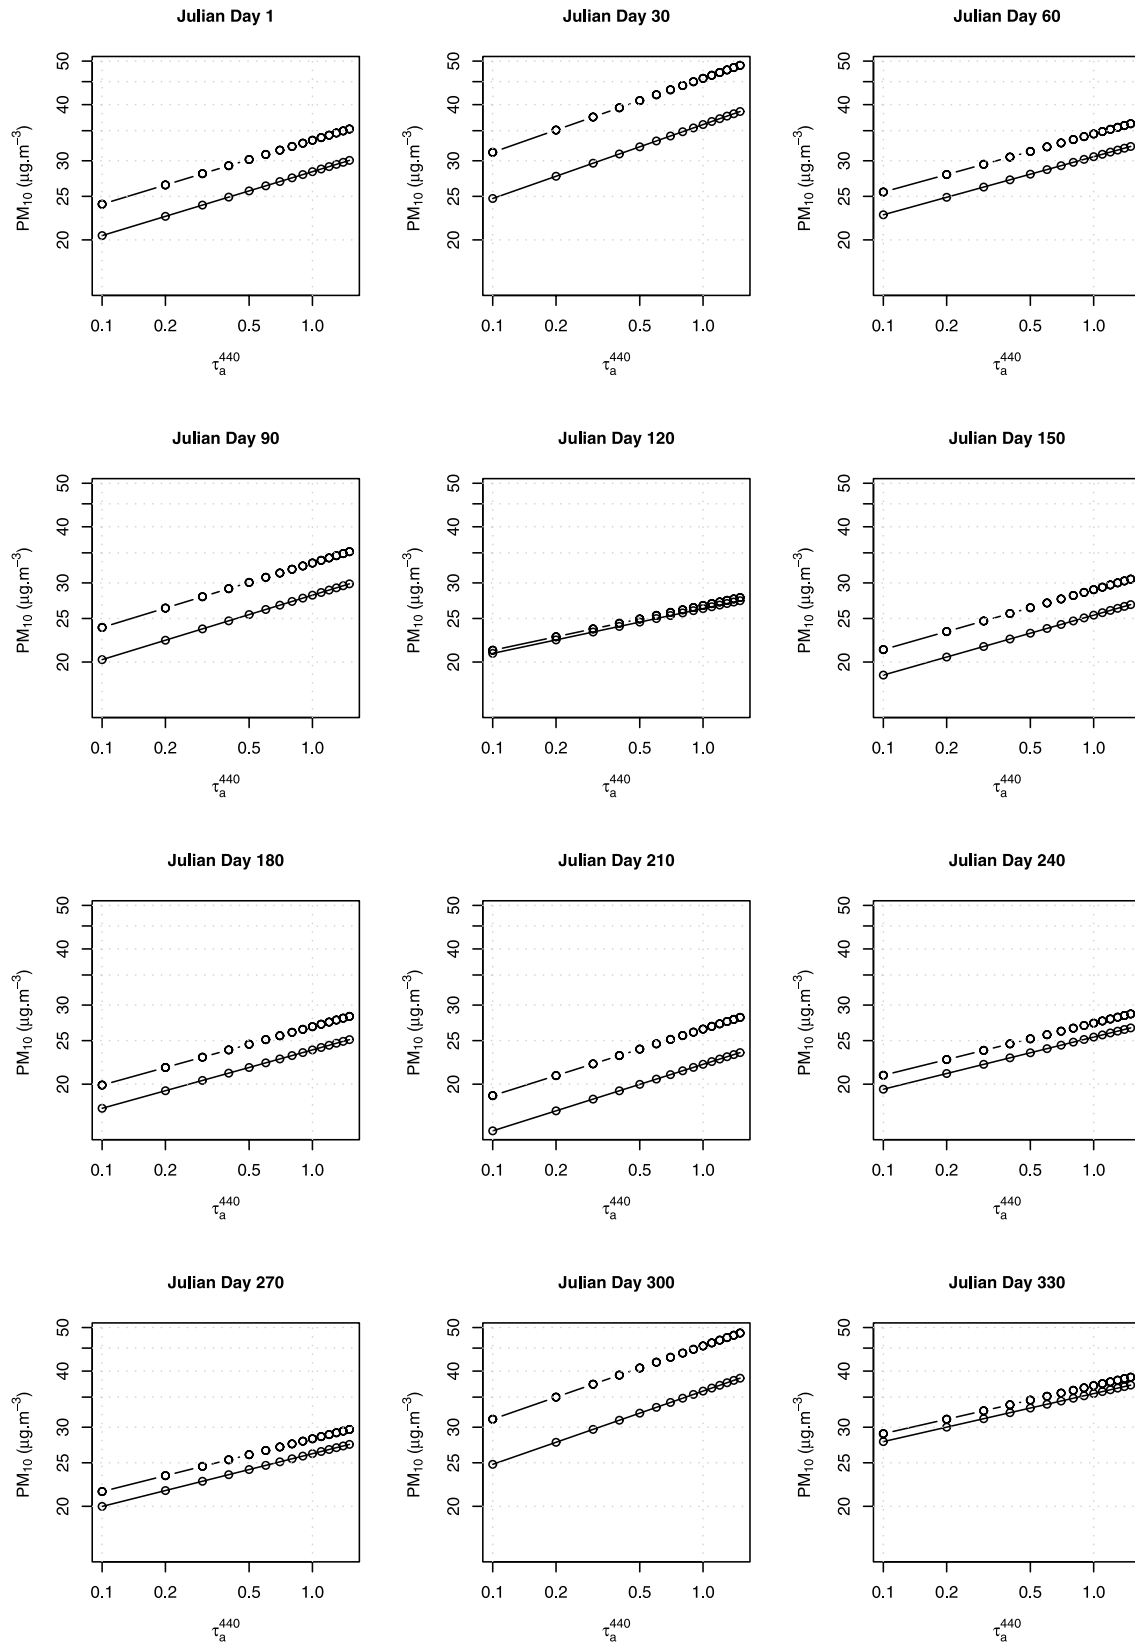 Julian Day 1 Julian Day 30 Julian Day 60
PM₁₀ (µg.m⁻³) 20 25 30 40 50 PM₁₀ (µg.m⁻³) 20 25 30 40 50 PM₁₀ (µg.m⁻³) 20 25 30 40 50
0.1 0.2 0.5 1.0 0.1 0.2 0.5 1.0 0.1 0.2 0.5 1.0
τₐ⁴⁴⁰ τₐ⁴⁴⁰ τₐ⁴⁴⁰
Julian Day 90 Julian Day 120 Julian Day 150
PM₁₀ (µg.m⁻³) 20 25 30 40 50 PM₁₀ (µg.m⁻³) 20 25 30 40 50 PM₁₀ (µg.m⁻³) 20 25 30 40 50
0.1 0.2 0.5 1.0 0.1 0.2 0.5 1.0 0.1 0.2 0.5 1.0
τₐ⁴⁴⁰ τₐ⁴⁴⁰ τₐ⁴⁴⁰
Julian Day 180 Julian Day 210 Julian Day 240
PM₁₀ (µg.m⁻³) 20 25 30 40 50 PM₁₀ (µg.m⁻³) 20 25 30 40 50 PM₁₀ (µg.m⁻³) 20 25 30 40 50
0.1 0.2 0.5 1.0 0.1 0.2 0.5 1.0 0.1 0.2 0.5 1.0
τₐ⁴⁴⁰ τₐ⁴⁴⁰ τₐ⁴⁴⁰
Julian Day 270 Julian Day 300 Julian Day 330
PM₁₀ (µg.m⁻³) 20 25 30 40 50 PM₁₀ (µg.m⁻³) 20 25 30 40 50 PM₁₀ (µg.m⁻³) 20 25 30 40 50
0.1 0.2 0.5 1.0 0.1 0.2 0.5 1.0 0.1 0.2 0.5 1.0
τₐ⁴⁴⁰ τₐ⁴⁴⁰ τₐ⁴⁴⁰